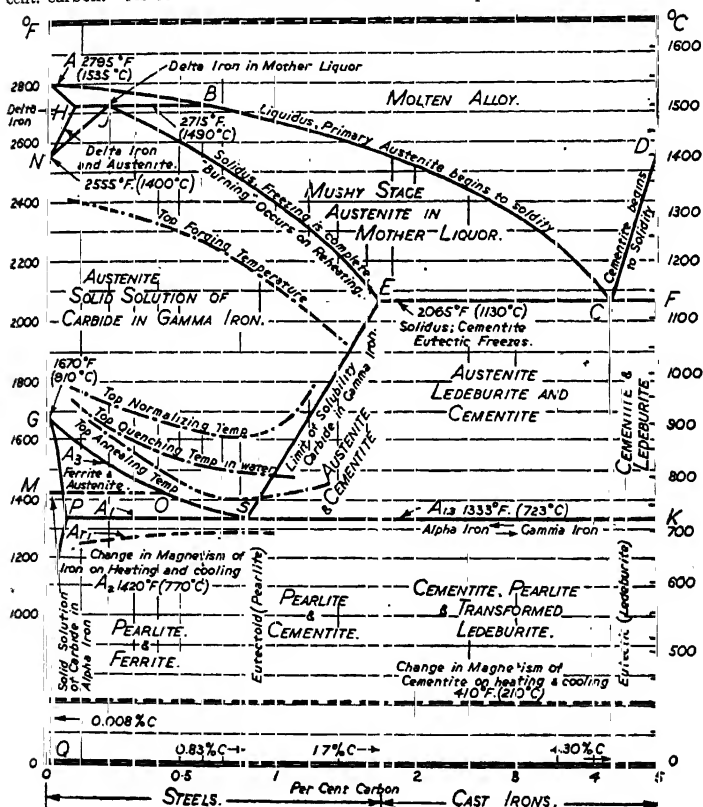 cent. carbon.
°F
°C
A 2795°F
(1535°C)
Delta Iron in Mother Liquor
1600
2800
B
MOLTEN ALLOY.
Delta
Iron
H
J
2715°F.
(1490°C)
1500
2600
Liquidus, Primary Austenite begins to soldify
D
N
Delta Iron
and Austenite.
2555°F.(1400°C)
1400
Solidus, Freezing is complete
Burning Occurs on Reheating.
MUSHY STAGE
AUSTENITE IN
MOTHER-LIQUOR.
2400
1300
Top Forging Temperature
Cementite begins
to Solidify
2200
1200
AUSTENITE
SOLID SOLUTION OF
CARBIDE IN GAMMA IRON.
E
C
F
2065°F (1130°C)
Solidus; Cementite
Eutectic Freezes.
2000
1100
1670°F
(810°C)
1800
Limit of Solubility
Carbide in Gamma Iron.
AUSTENITE
LEDEBURITE AND
CEMENTITE
CEMENTITE &
LEDEBURITE
1000
G
Top Normalizing Temp
Top Quenching Temp in water
Top Annealing Temp
900
1600
A3
Ferrite &
Austenite.
AUSTENITE
& CEMENTITE
800
M
O
S
1400
P A1
A1.3 1333°F. (723°C)
K
700
Alpha Iron Gamma Iron
Ar1
1200
Change in Magnetism of
Iron on Heating and cooling
A2 1420°F(770°C)
600
1000
Solid Solution
of Carbide in
Alpha Iron
PEARLITE.
&
FERRITE.
Eutectoid (Pearlite)
PEARLITE
&
CEMENTITE.
CEMENTITE, PEARLITE
& TRANSFORMED
LEDEBURITE.
Eutectic (Ledeburite)
500
Change in Magnetism of
Cementite on heating & cooling
410°F.(210°C)
0.008%C
Q
0.83%C
1.7%C
4.30%C
0
0
0
0.5
1
Per Cent Carbon
2
3
4
5
STEELS.
CAST IRONS.